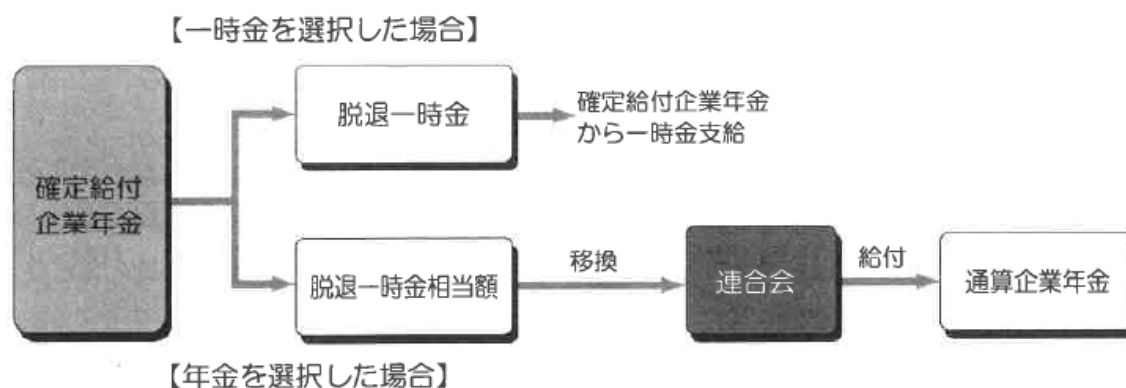 【一時金を選択した場合】
脱退一時金
確定給付企業年金
から一時金支給
確定給付
企業年金
脱退一時金相当額
移換
連合会
給付
通算企業年金
【年金を選択した場合】